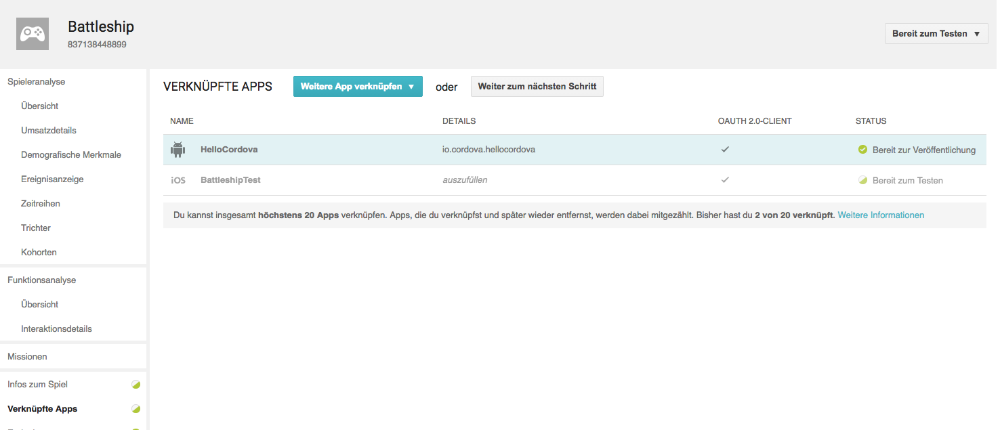 Battleship
837138448899
Bereit zum Testen ▼
Spieleranalyse
Übersicht
Umsatzdetails
Demografische Merkmale
Ereignisanzeige
Zeitreihen
Trichter
Kohorten
Funktionsanalyse
Übersicht
Interaktionsdetails
Missionen
Infos zum Spiel
Verknüpfte Apps
VERKNÜPFTE APPS Weitere App verknüpfen ▼ oder Weiter zum nächsten Schritt
NAME DETAILS OAUTH 2.0-CLIENT STATUS
HelloCordova io.cordova.hellocordova ✓ Bereit zur Veröffentlichung
iOS BattleshipTest auszufüllen ✓ Bereit zum Testen
Du kannst insgesamt höchstens 20 Apps verknüpfen. Apps, die du verknüpfst und später wieder entfernst, werden dabei mitgezählt. Bisher hast du 2 von 20 verknüpft. Weitere Informationen